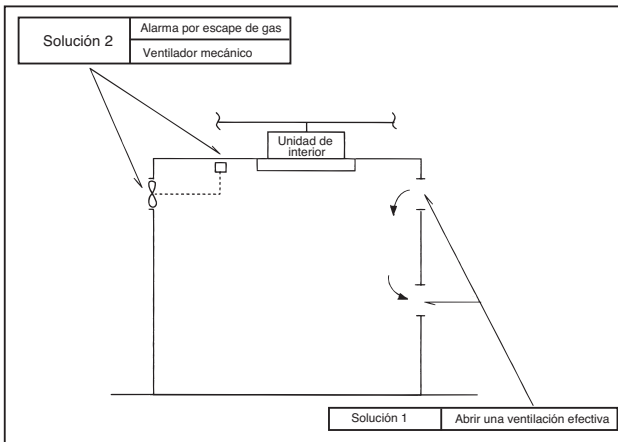 Solución 2
Alarma por escape de gas
Ventilador mecánico
Unidad de
interior
Solución 1
Abrir una ventilación efectiva